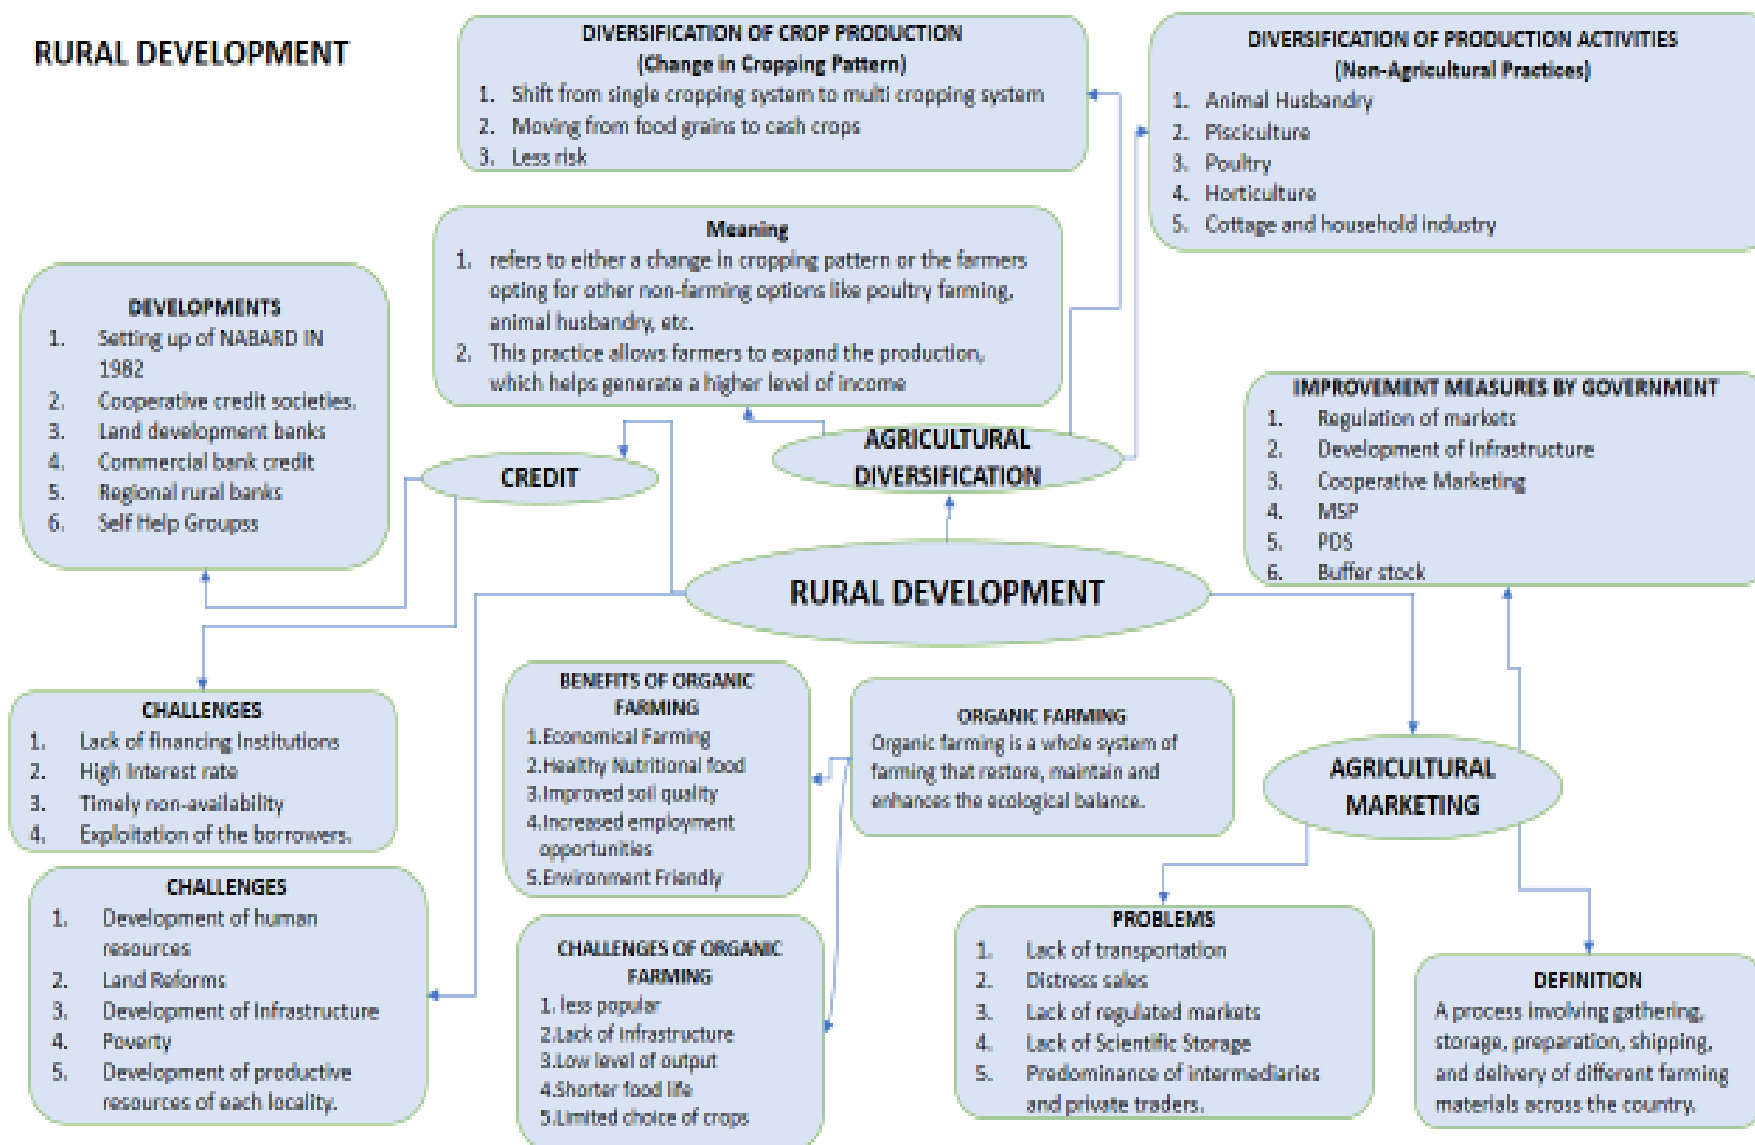 RURAL DEVELOPMENT
DIVERSIFICATION OF CROP PRODUCTION
(Change in Cropping Pattern)
1. Shift from single cropping system to multi cropping system
2. Moving from food grains to cash crops
3. Less risk
DIVERSIFICATION OF PRODUCTION ACTIVITIES
(Non-Agricultural Practices)
1. Animal Husbandry
2. Pisciculture
3. Poultry
4. Horticulture
5. Cottage and household industry
Meaning
1. refers to either a change in cropping pattern or the farmers
opting for other non-farming options like poultry farming,
animal husbandry, etc.
2. This practice allows farmers to expand the production,
which helps generate a higher level of income
DEVELOPMENTS
1. Setting up of NABARD IN
1982
2. Cooperative credit societies.
3. Land development banks
4. Commercial bank credit
5. Regional rural banks
6. Self Help Groupss
IMPROVEMENT MEASURES BY GOVERNMENT
1. Regulation of markets
2. Development of Infrastructure
3. Cooperative Marketing
4. MSP
5. PDS
6. Buffer stock
CREDIT
AGRICULTURAL
DIVERSIFICATION
RURAL DEVELOPMENT
CHALLENGES
1. Lack of financing Institutions
2. High Interest rate
3. Timely non-availability
4. Exploitation of the borrowers.
BENEFITS OF ORGANIC
FARMING
1.Economical Farming
2.Healthy Nutritional food
3.Improved soil quality
4.Increased employment
opportunities
5.Environment Friendly
ORGANIC FARMING
Organic farming is a whole system of
farming that restore, maintain and
enhances the ecological balance.
AGRICULTURAL
MARKETING
CHALLENGES
1. Development of human
resources
2. Land Reforms
3. Development of Infrastructure
4. Poverty
5. Development of productive
resources of each locality.
CHALLENGES OF ORGANIC
FARMING
1. less popular
2.Lack of infrastructure
3.Low level of output
4.Shorter food life
5.Limited choice of crops
PROBLEMS
1. Lack of transportation
2. Distress sales
3. Lack of regulated markets
4. Lack of Scientific Storage
5. Predominance of intermediaries
and private traders.
DEFINITION
A process involving gathering,
storage, preparation, shipping,
and delivery of different farming
materials across the country.